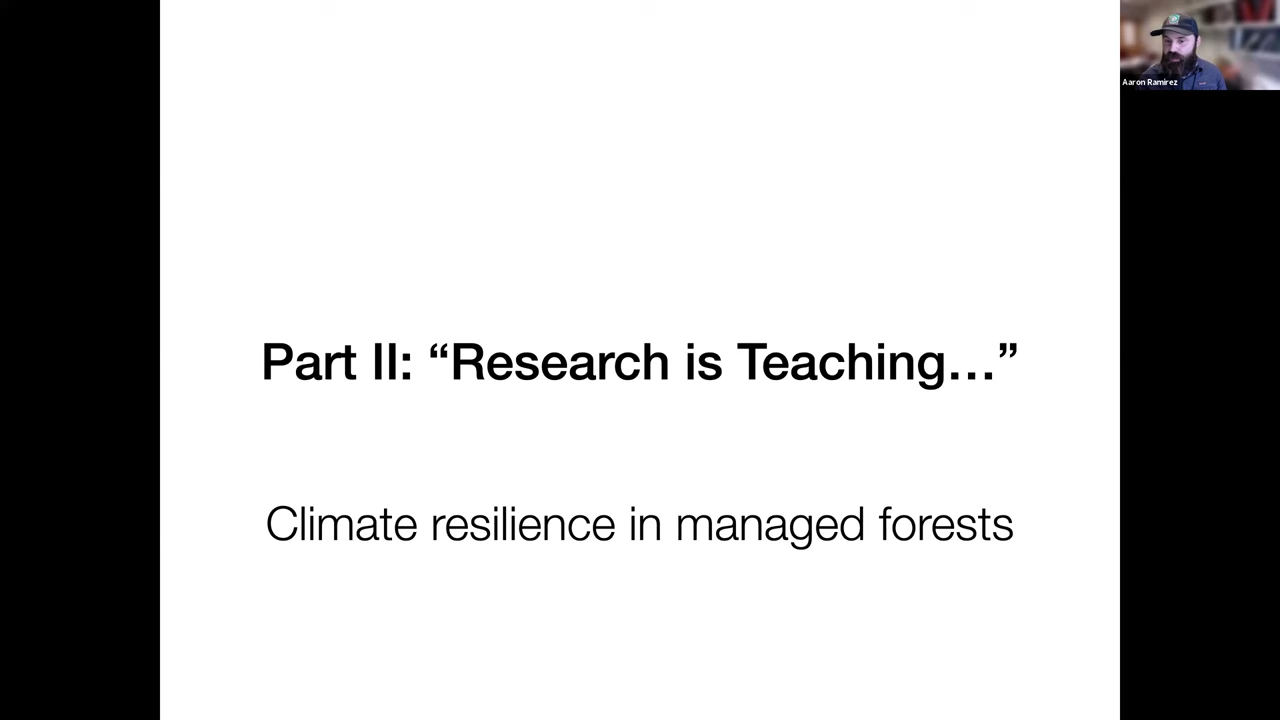 Aaron Ramirez
Part II: “Research is Teaching…”
Climate resilience in managed forests